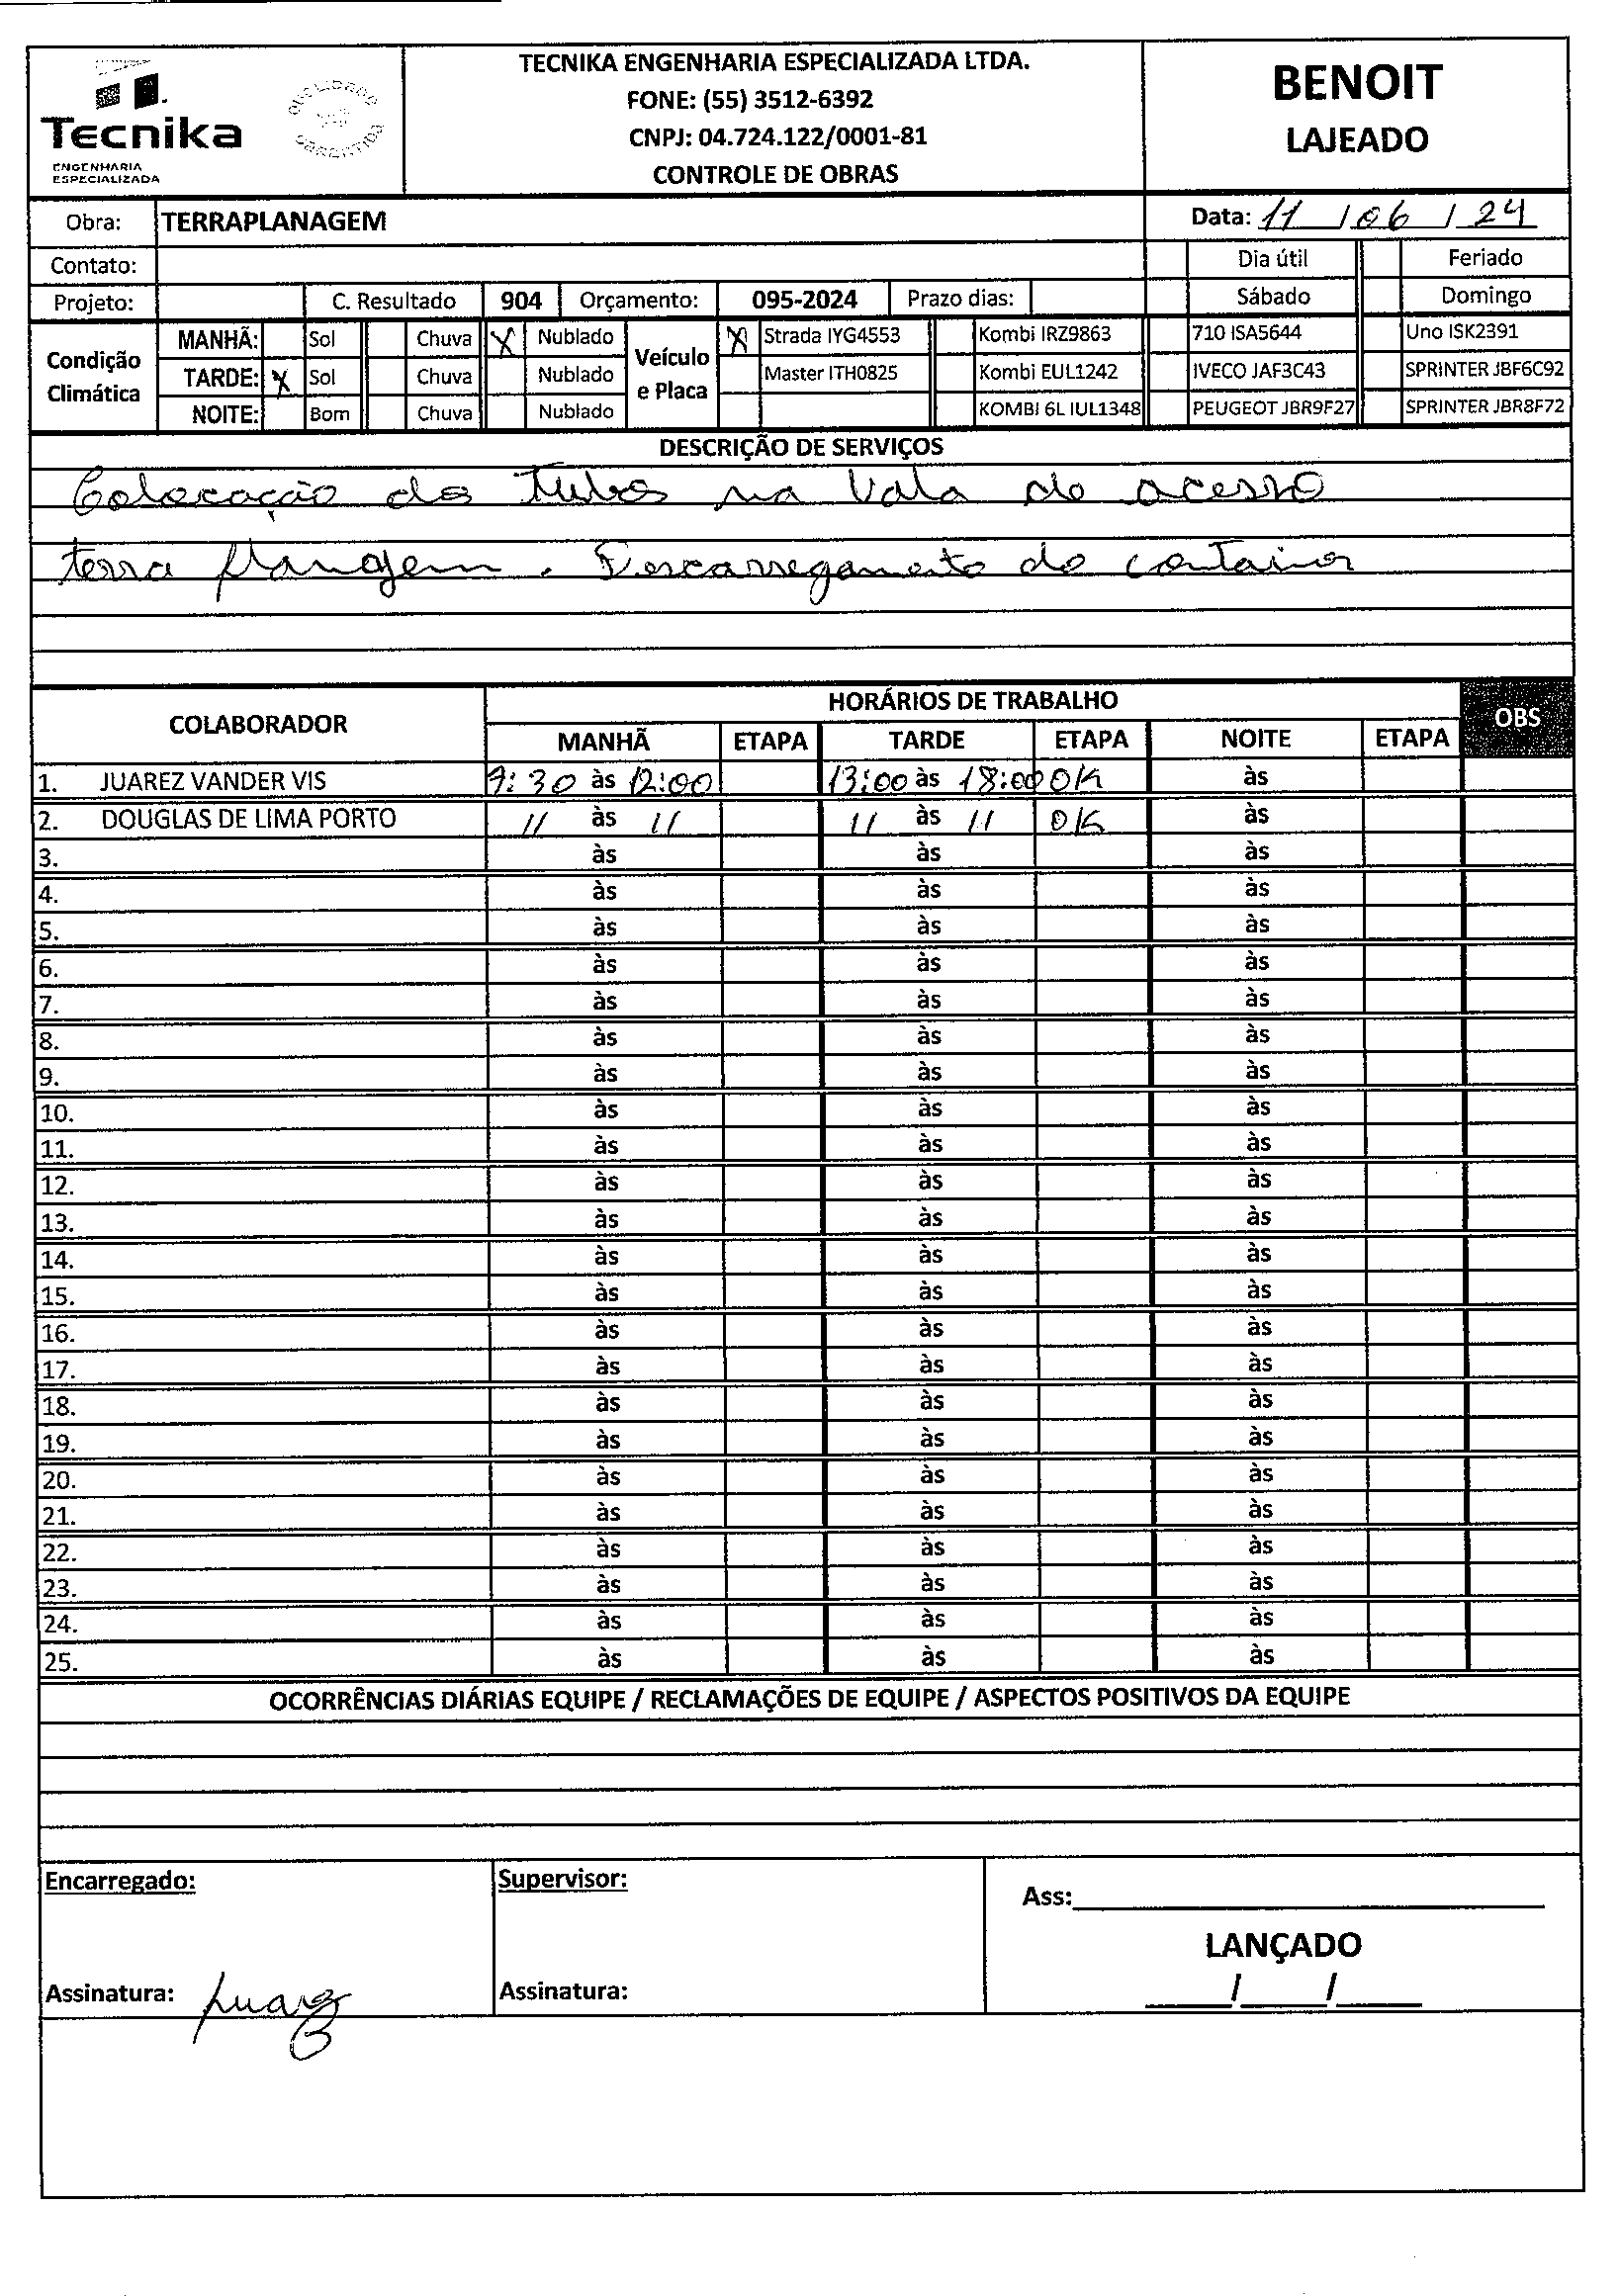 TECNIKA ENGENHARIA ESPECIALIZADA LTDA.
FONE: (55) 3512-6392
CNPJ: 04.724.122/0001-81
CONTROLE DE OBRAS
Tecnika
ENGENHARIA
ESPECIALIZADA
QUALIDADE
GARANTIDA
BENOIT
LAJEADO
Obra: TERRAPLANAGEM Data: 11 / 06 / 24
Contato: Dia útil Feriado
Projeto: C. Resultado 904 Orçamento: 095-2024 Prazo dias: Sábado Domingo
Condição Climática
MANHÃ: Sol Chuva X Nublado
TARDE: X Sol Chuva Nublado
NOITE: Bom Chuva Nublado
Veículo e Placa
X Strada IYG4553 Kombi IRZ9863 710 ISA5644 Uno ISK2391
Master ITH0825 Kombi EUL1242 IVECO JAF3C43 SPRINTER JBF6C92
KOMBI 6L IUL1348 PEUGEOT JBR9F27 SPRINTER JBR8F72
DESCRIÇÃO DE SERVIÇOS
Colocação dos Tubos na Vala do acesso
terra planagem. Descarregamento do container
COLABORADOR HORÁRIOS DE TRABALHO OBS
MANHÃ ETAPA TARDE ETAPA NOITE ETAPA
1. JUAREZ VANDER VIS 7:30 às 12:00 13:00 às 18:00 OK às
2. DOUGLAS DE LIMA PORTO 11 às 11 11 às 11 OK às
3. às às às
4. às às às
5. às às às
6. às às às
7. às às às
8. às às às
9. às às às
10. às às às
11. às às às
12. às às às
13. às às às
14. às às às
15. às às às
16. às às às
17. às às às
18. às às às
19. às às às
20. às às às
21. às às às
22. às às às
23. às às às
24. às às às
25. às às às
OCORRÊNCIAS DIÁRIAS EQUIPE / RECLAMAÇÕES DE EQUIPE / ASPECTOS POSITIVOS DA EQUIPE
Encarregado: Supervisor: Ass:
LANÇADO
Assinatura: Juarez Assinatura: / /